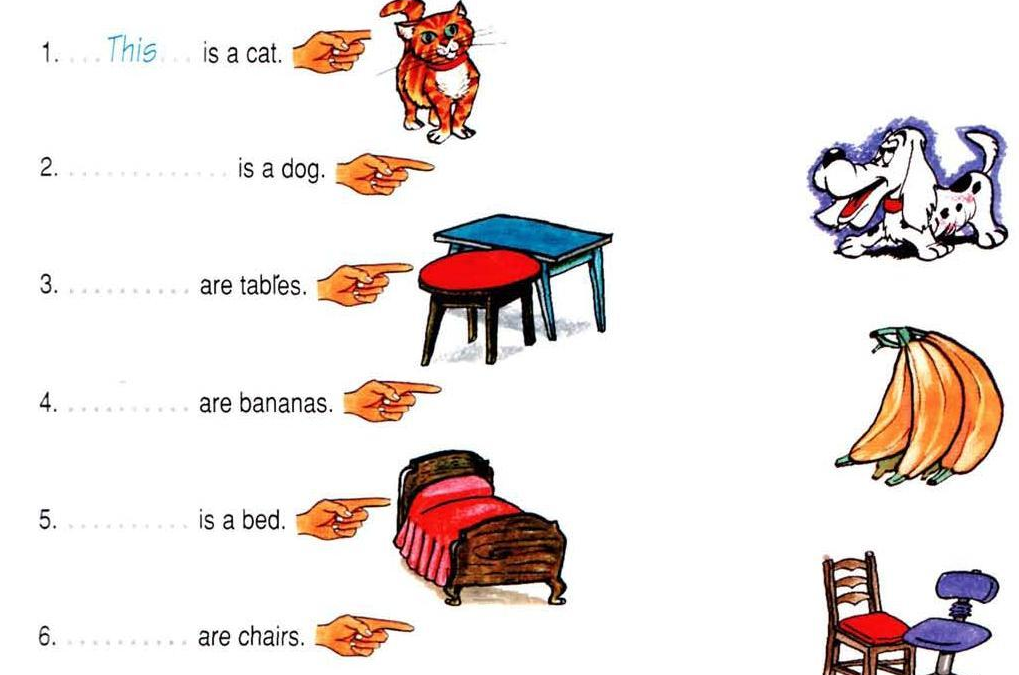 1. ....This... is a cat.
2. .............. is a dog.
3. ........... are tables.
4. ........... are bananas.
5. ........... is a bed.
6. ........... are chairs.